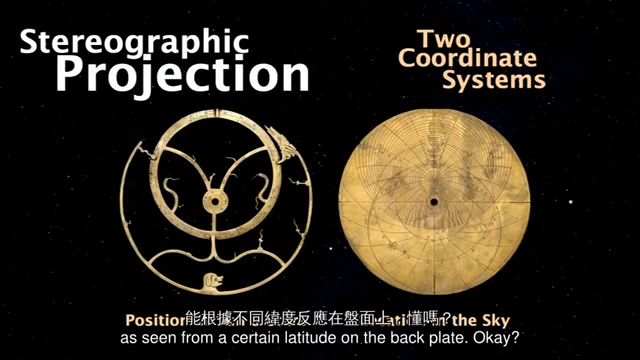 Stereographic
Projection
Two
Coordinate
Systems
Position
n the Sky
能根據不同緯度反應在盤面上，懂嗎？
as seen from a certain latitude on the back plate. Okay?